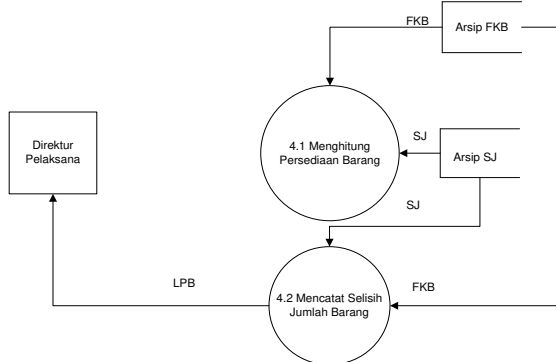 FKB
Arsip FKB
Direktur
Pelaksana
4.1 Menghitung
Persediaan Barang
SJ
Arsip SJ
SJ
LPB
4.2 Mencatat Selisih
Jumlah Barang
FKB